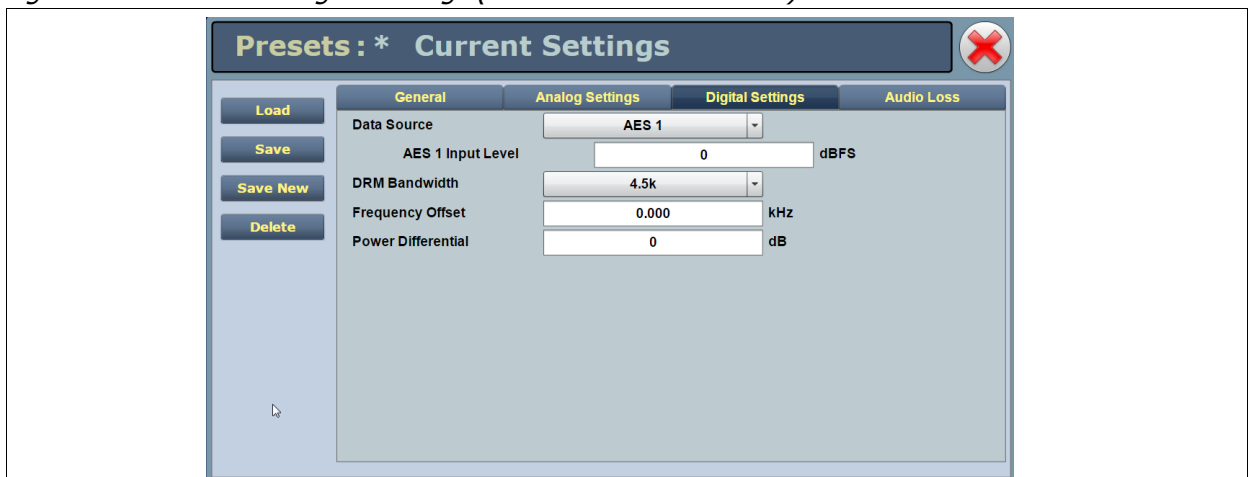 Presets:* Current Settings
General Analog Settings Digital Settings Audio Loss
Load
Save
Save New
Delete
Data Source AES 1
AES 1 Input Level 0 dBFS
DRM Bandwidth 4.5k
Frequency Offset 0.000 kHz
Power Differential 0 dB